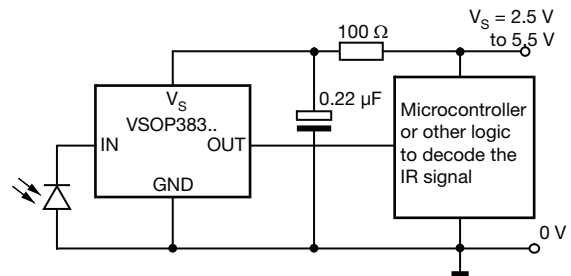 100 Ω
V_S = 2.5 V
to 5.5 V
V_S
VSOP383..
IN
OUT
GND
0.22 µF
Microcontroller
or other logic
to decode the
IR signal
0 V